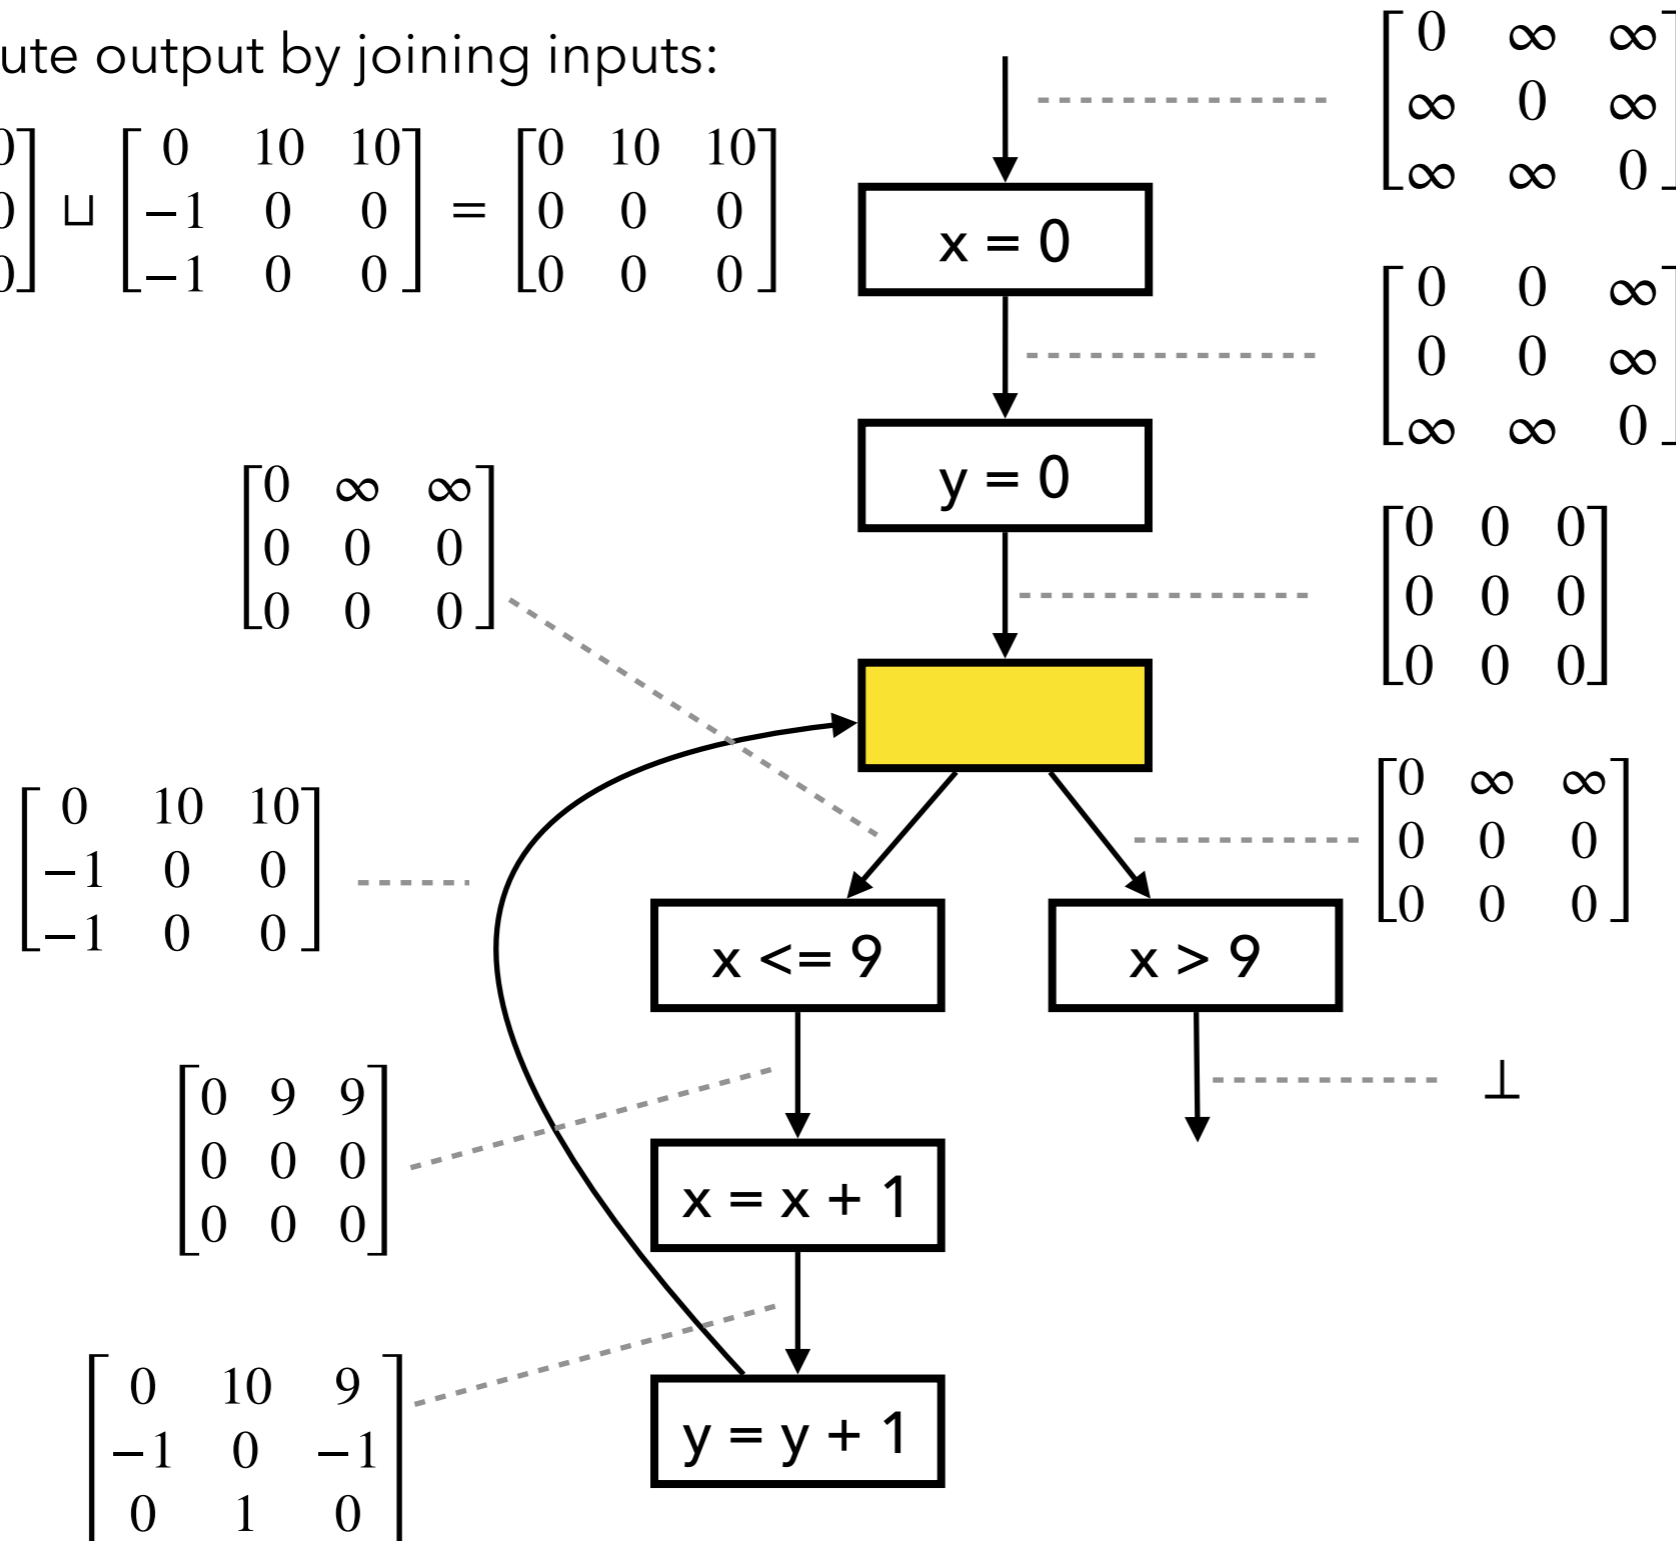 ute output by joining inputs:
0] ⊔ [0 10 10] = [0 10 10]
0] [−1 0 0] [0 0 0]
0] [−1 0 0] [0 0 0]
[0 ∞ ∞]
[∞ 0 ∞]
[∞ ∞ 0]
x = 0
[0 0 ∞]
[0 0 ∞]
[∞ ∞ 0]
y = 0
[0 ∞ ∞]
[0 0 0]
[0 0 0]
[0 0 0]
[0 0 0]
[0 0 0]
[0 10 10]
[−1 0 0]
[−1 0 0]
[0 ∞ ∞]
[0 0 0]
[0 0 0]
x <= 9
x > 9
[0 9 9]
[0 0 0]
[0 0 0]
⊥
x = x + 1
[0 10 9]
[−1 0 −1]
[0 1 0]
y = y + 1